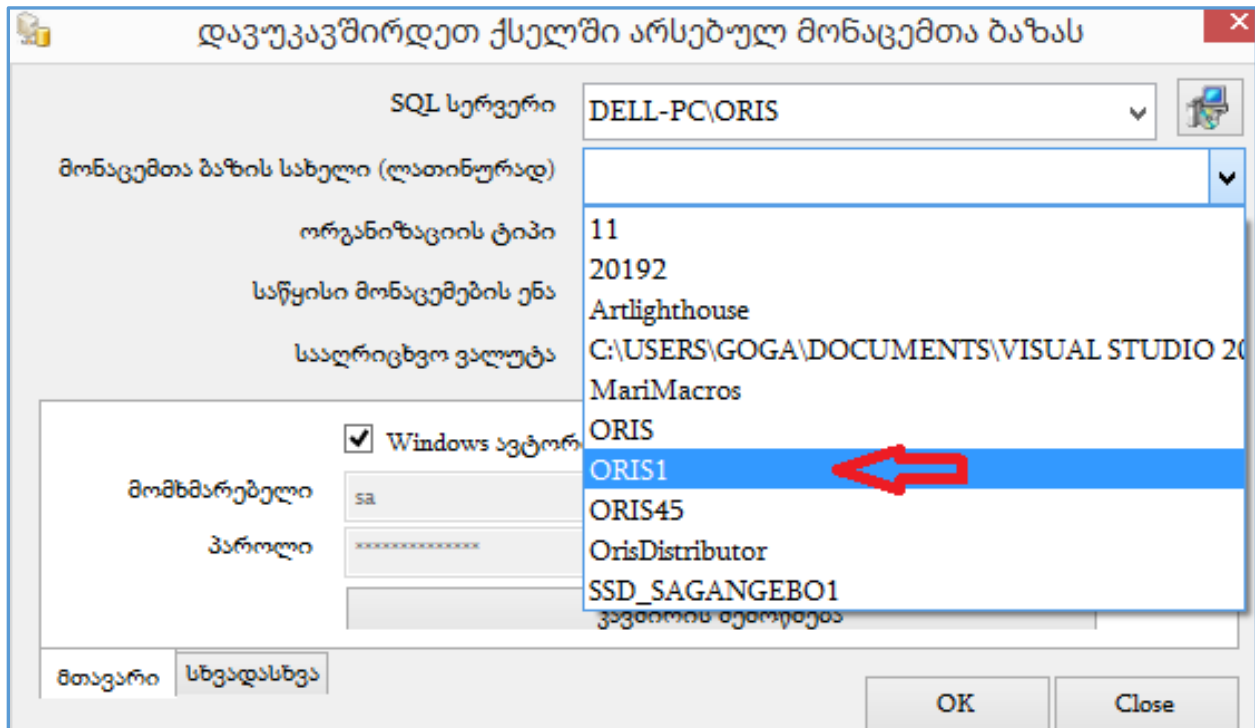 დავუკავშირდეთ ქსელში არსებულ მონაცემთა ბაზას
SQL სერვერი
DELL-PC\ORIS
მონაცემთა ბაზის სახელი (ლათინურად)
ორგანიზაციის ტიპი
11
20192
საწყისი მონაცემების ენა
Artlighthouse
სააღრიცხვო ვალუტა
C:\USERS\GOGA\DOCUMENTS\VISUAL STUDIO 20
MariMacros
Windows
ORIS
ORIS1
მომხმარებელი
sa
ORIS45
პაროლი
OrisDistributor
SSD_SAGANGEBO1
კავშირის შემოწმება
მთავარი
სხვადასხვა
OK
Close